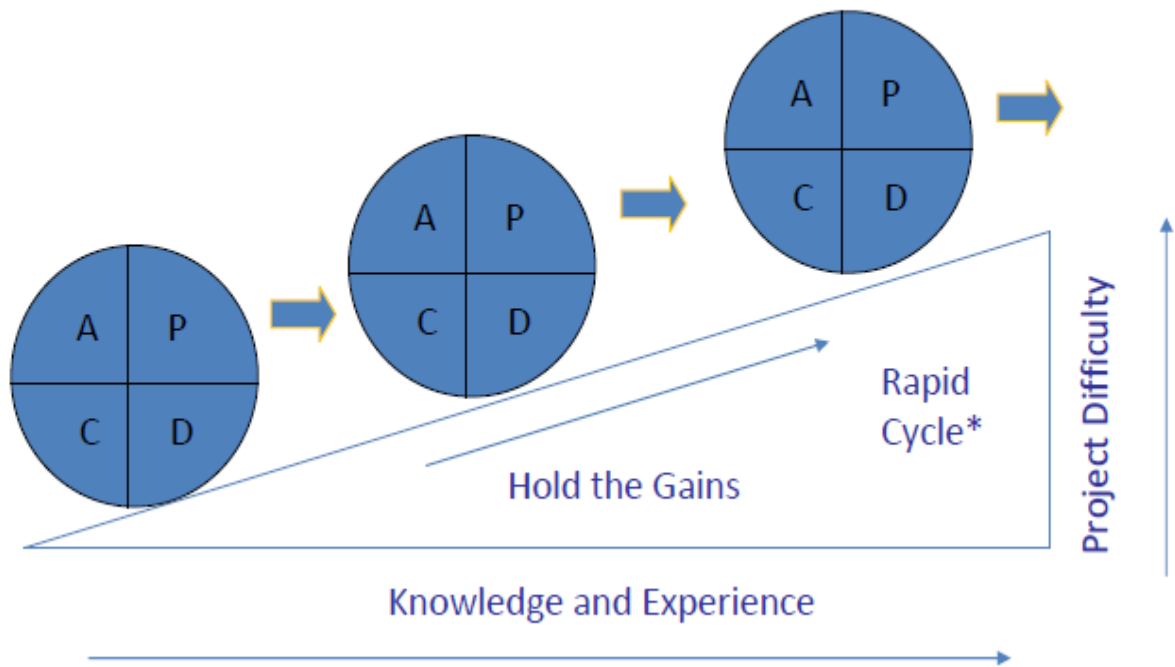 A P
C D
A P
C D
A P
C D
Rapid
Cycle*
Hold the Gains
Project Difficulty
Knowledge and Experience